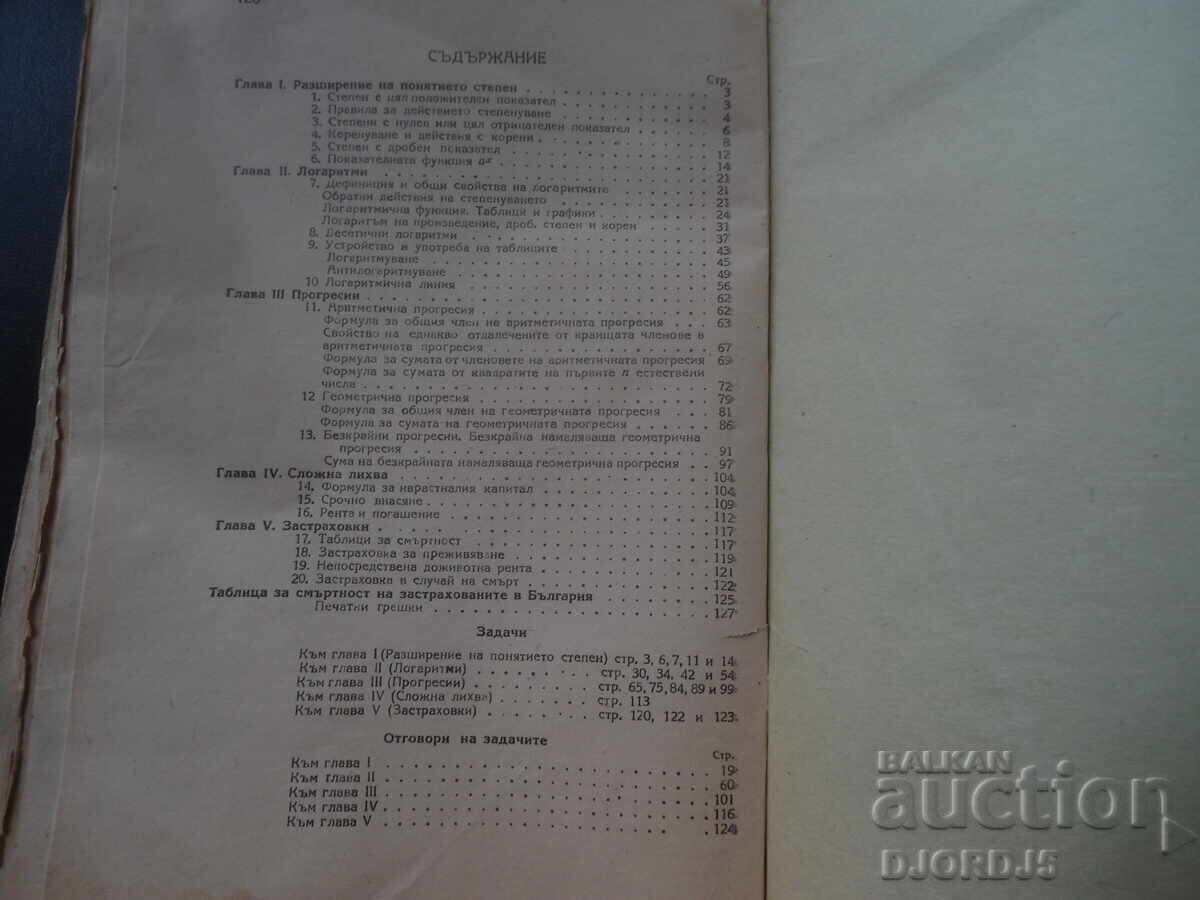 СЪДЪРЖАНИЕ
Стр.
Глава I. Разширение на понятието степен . . . 3
1. Степен с цял положителен показател . . . 3
2. Правила за действието степенуване . . . 4
3. Степени с нулев или цял отрицателен показател . . . 6
4. Коренуване и действия с корени . . . 8
5. Степен с дробен показател . . . 12
6. Показателната функция aˣ . . . 14
Глава II. Логаритми . . . 21
7. Дефиниция и общи свойства на логаритмите . . . 21
Обратни действия на степенуването . . . 21
Логаритмична функция. Таблици и графики . . . 24
Логаритъм на произведение, дроб, степен и корен . . . 31
8. Десетични логаритми . . . 37
9. Устройство и употреба на таблиците . . . 43
Логаритмуване . . . 45
Антилогаритмуване . . . 49
10 Логаритмична линия . . . 56
Глава III Прогресии . . . 62
11. Аритметична прогресия . . . 62
Формула за общия член на аритметичната прогресия . . . 63
Свойство на еднакво отдалечените от краищата членове в
аритметичната прогресия . . . 67
Формула за сумата от членовете на аритметичната прогресия 69
Формула за сумата от квадратите на първите n естествени
числа . . . 72
12 Геометрична прогресия . . . 79
Формула за общия член на геометричната прогресия . . . 81
Формула за сумата на геометричната прогресия . . . 86
13. Безкрайни прогресии. Безкрайна намаляваща геометрична
прогресия . . . 91
Сума на безкрайната намаляваща геометрична прогресия . . 97
Глава IV. Сложна лихва . . . 104
14. Формула за нарасналия капитал . . . 104
15. Срочно внасяне . . . 109
16. Рента и погашение . . . 112
Глава V. Застраховки . . . 117
17. Таблици за смъртност . . . 117
18. Застраховка за преживяване . . . 119
19. Непосредствена доживотна рента . . . 121
20. Застраховка в случай на смърт . . . 122
Таблица за смъртност на застрахованите в България . . . 125
Печатни грешки . . . 127
Задачи
Към глава I (Разширение на понятието степен) стр. 3, 6, 7, 11 и 14
Към глава II (Логаритми) . . . стр. 30, 34, 42 и 54
Към глава III (Прогресии) . . . стр. 65, 75, 84, 89 и 99
Към глава IV (Сложна лихва) . . . стр. 113
Към глава V (Застраховки) . . . стр. 120, 122 и 123
Отговори на задачите
Стр.
Към глава I . . . 19
Към глава II . . . 60
Към глава III . . . 101
Към глава IV . . . 116
Към глава V . . . 124
BALKAN
auction
DJORDJ5